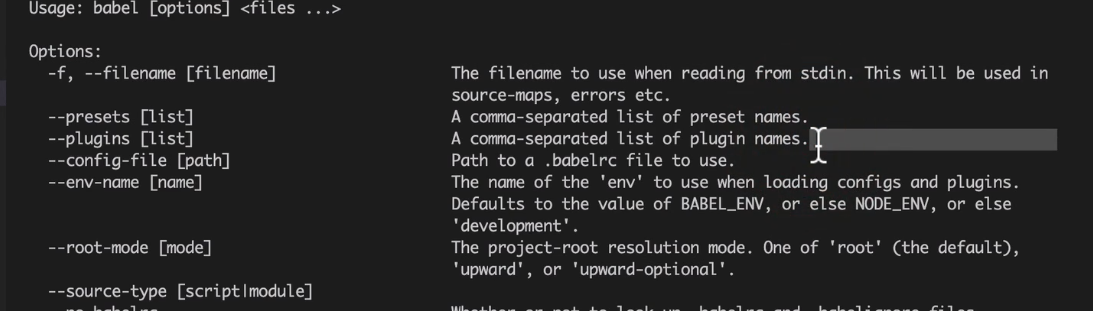 Usage: babel [options] <files ...>
Options:
-f, --filename [filename] The filename to use when reading from stdin. This will be used in
source-maps, errors etc.
--presets [list] A comma-separated list of preset names.
--plugins [list] A comma-separated list of plugin names.
--config-file [path] Path to a .babelrc file to use.
--env-name [name] The name of the 'env' to use when loading configs and plugins.
Defaults to the value of BABEL_ENV, or else NODE_ENV, or else
'development'.
--root-mode [mode] The project-root resolution mode. One of 'root' (the default),
'upward', or 'upward-optional'.
--source-type [script|module]